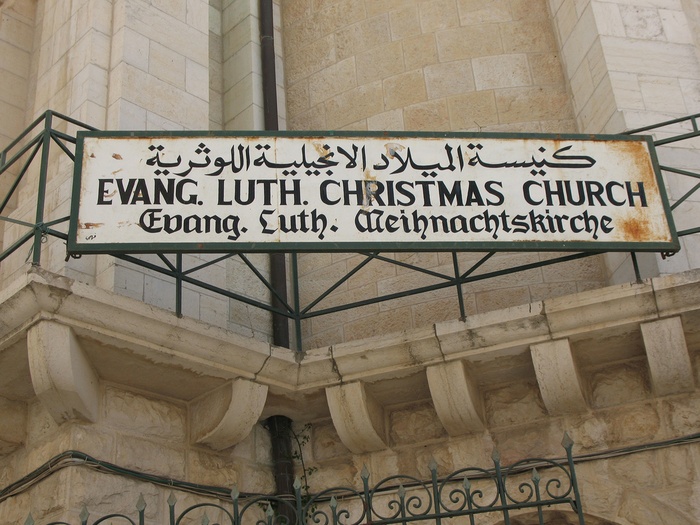 كنيسة الميلاد الانجيلية اللوثرية
EVANG. LUTH. CHRISTMAS CHURCH
Evang. Luth. Weihnachtskirche